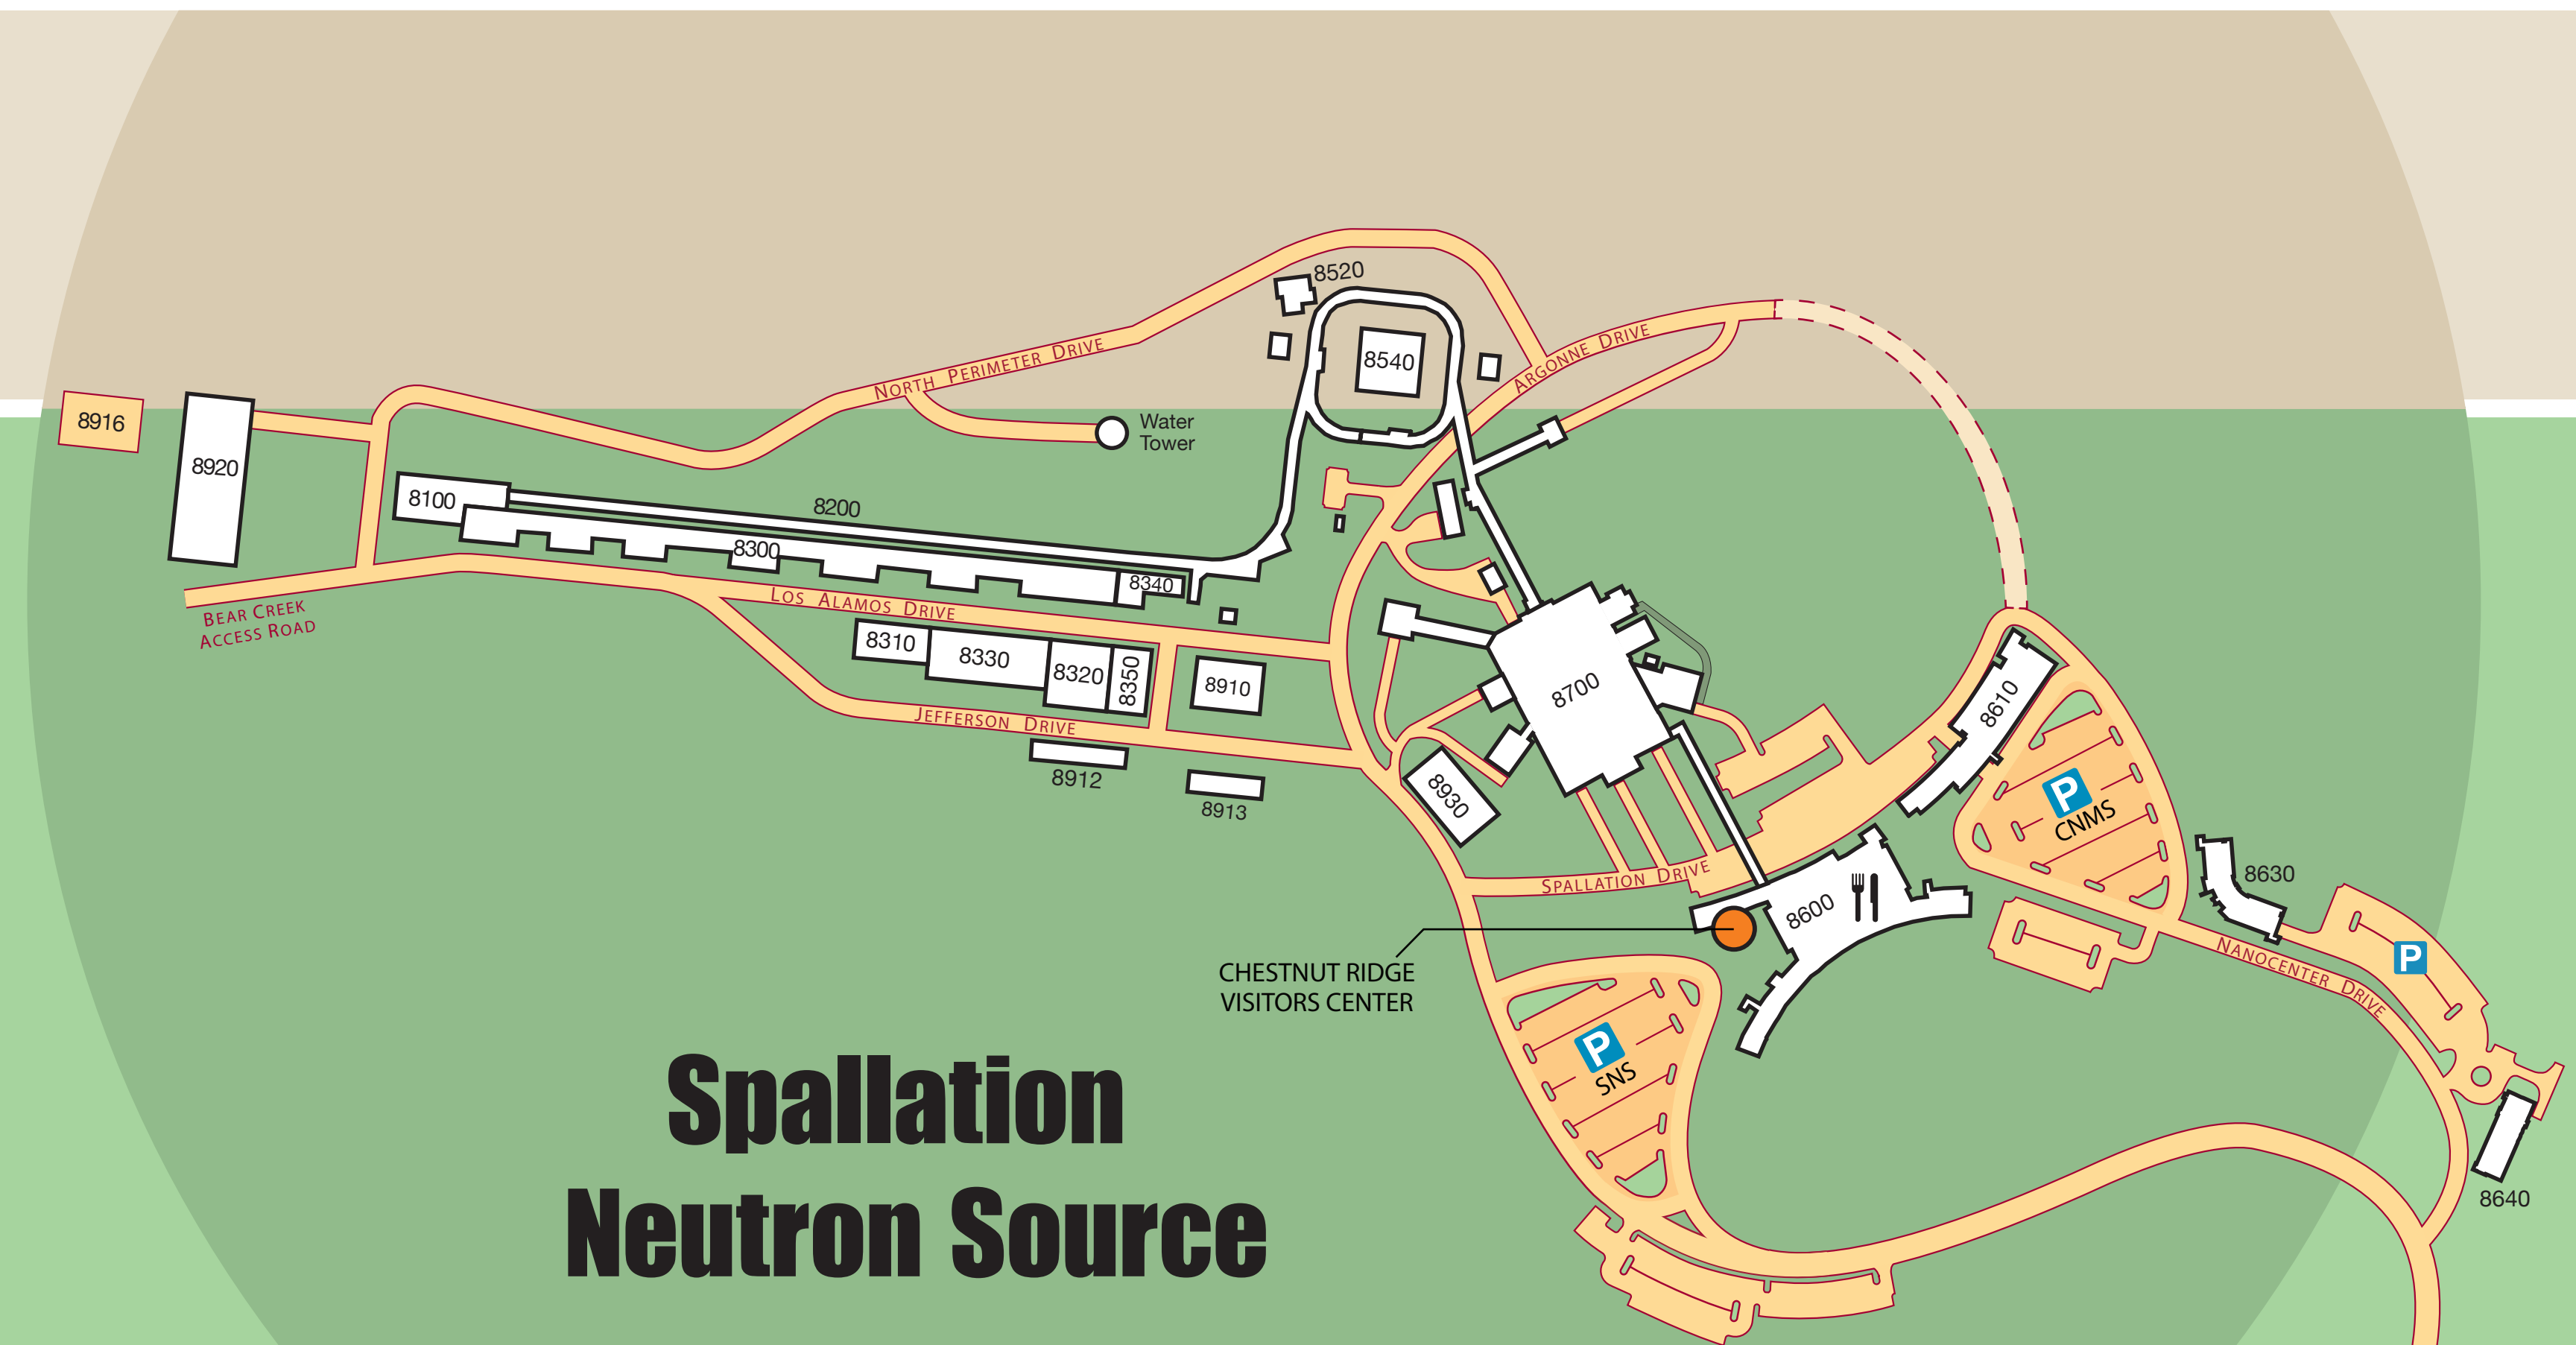 8520
8540
ARGONNE DRIVE
NORTH PERIMETER DRIVE
8916
Water
Tower
8920
8100
8200
8300
8340
BEAR CREEK
ACCESS ROAD
LOS ALAMOS DRIVE
8310
8330
8320
8350
8910
8700
8610
JEFFERSON DRIVE
8912
8913
8930
P
CNMS
SPALLATION DRIVE
8600
8630
NANOCENTER DRIVE
P
CHESTNUT RIDGE
VISITORS CENTER
P
SNS
8640
Spallation
Neutron Source